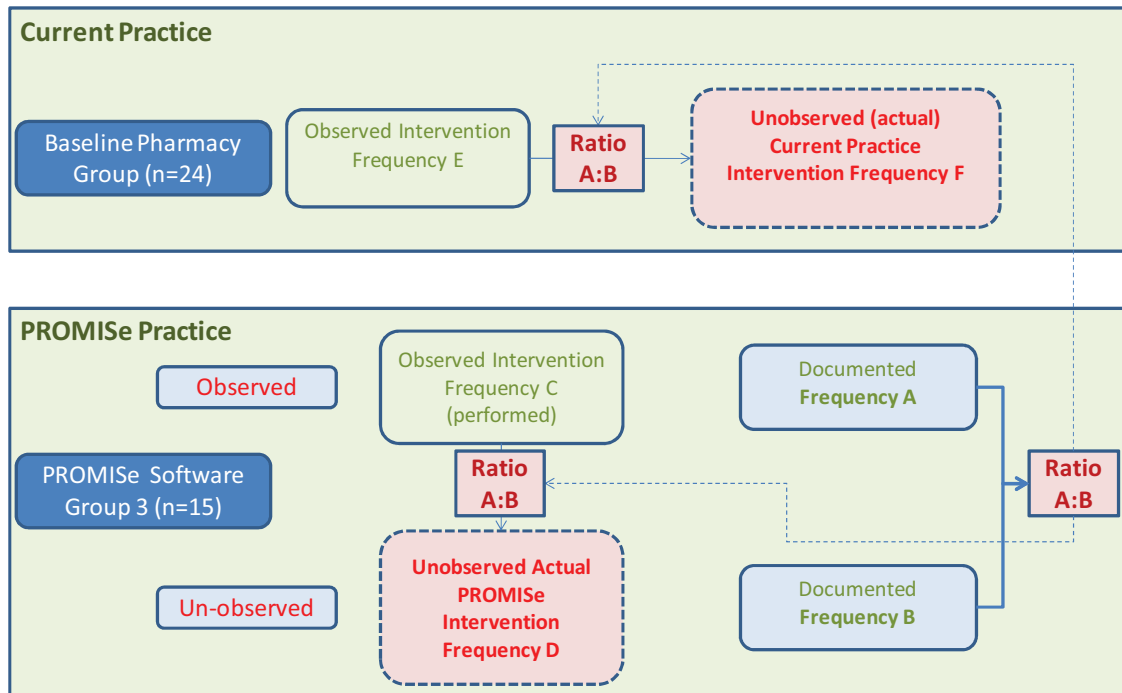 Current Practice
Baseline Pharmacy
Group (n=24)
Observed Intervention
Frequency E
Ratio
A:B
Unobserved (actual)
Current Practice
Intervention Frequency F
PROMISe Practice
Observed
Observed Intervention
Frequency C
(performed)
Documented
Frequency A
PROMISe Software
Group 3 (n=15)
Ratio
A:B
Ratio
A:B
Un-observed
Unobserved Actual
PROMISe
Intervention
Frequency D
Documented
Frequency B